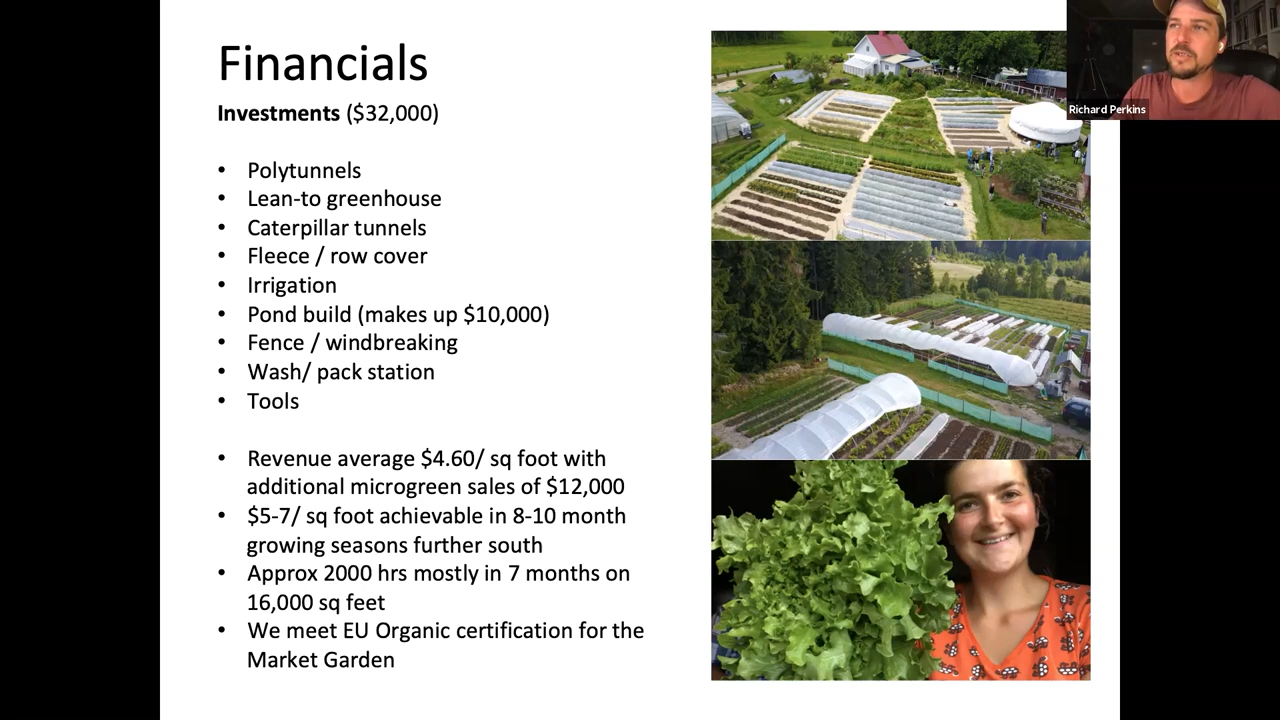 Financials
Investments ($32,000)
• Polytunnels
• Lean-to greenhouse
• Caterpillar tunnels
• Fleece / row cover
• Irrigation
• Pond build (makes up $10,000)
• Fence / windbreaking
• Wash/ pack station
• Tools
• Revenue average $4.60/ sq foot with
additional microgreen sales of $12,000
• $5-7/ sq foot achievable in 8-10 month
growing seasons further south
• Approx 2000 hrs mostly in 7 months on
16,000 sq feet
• We meet EU Organic certification for the
Market Garden
Richard Perkins